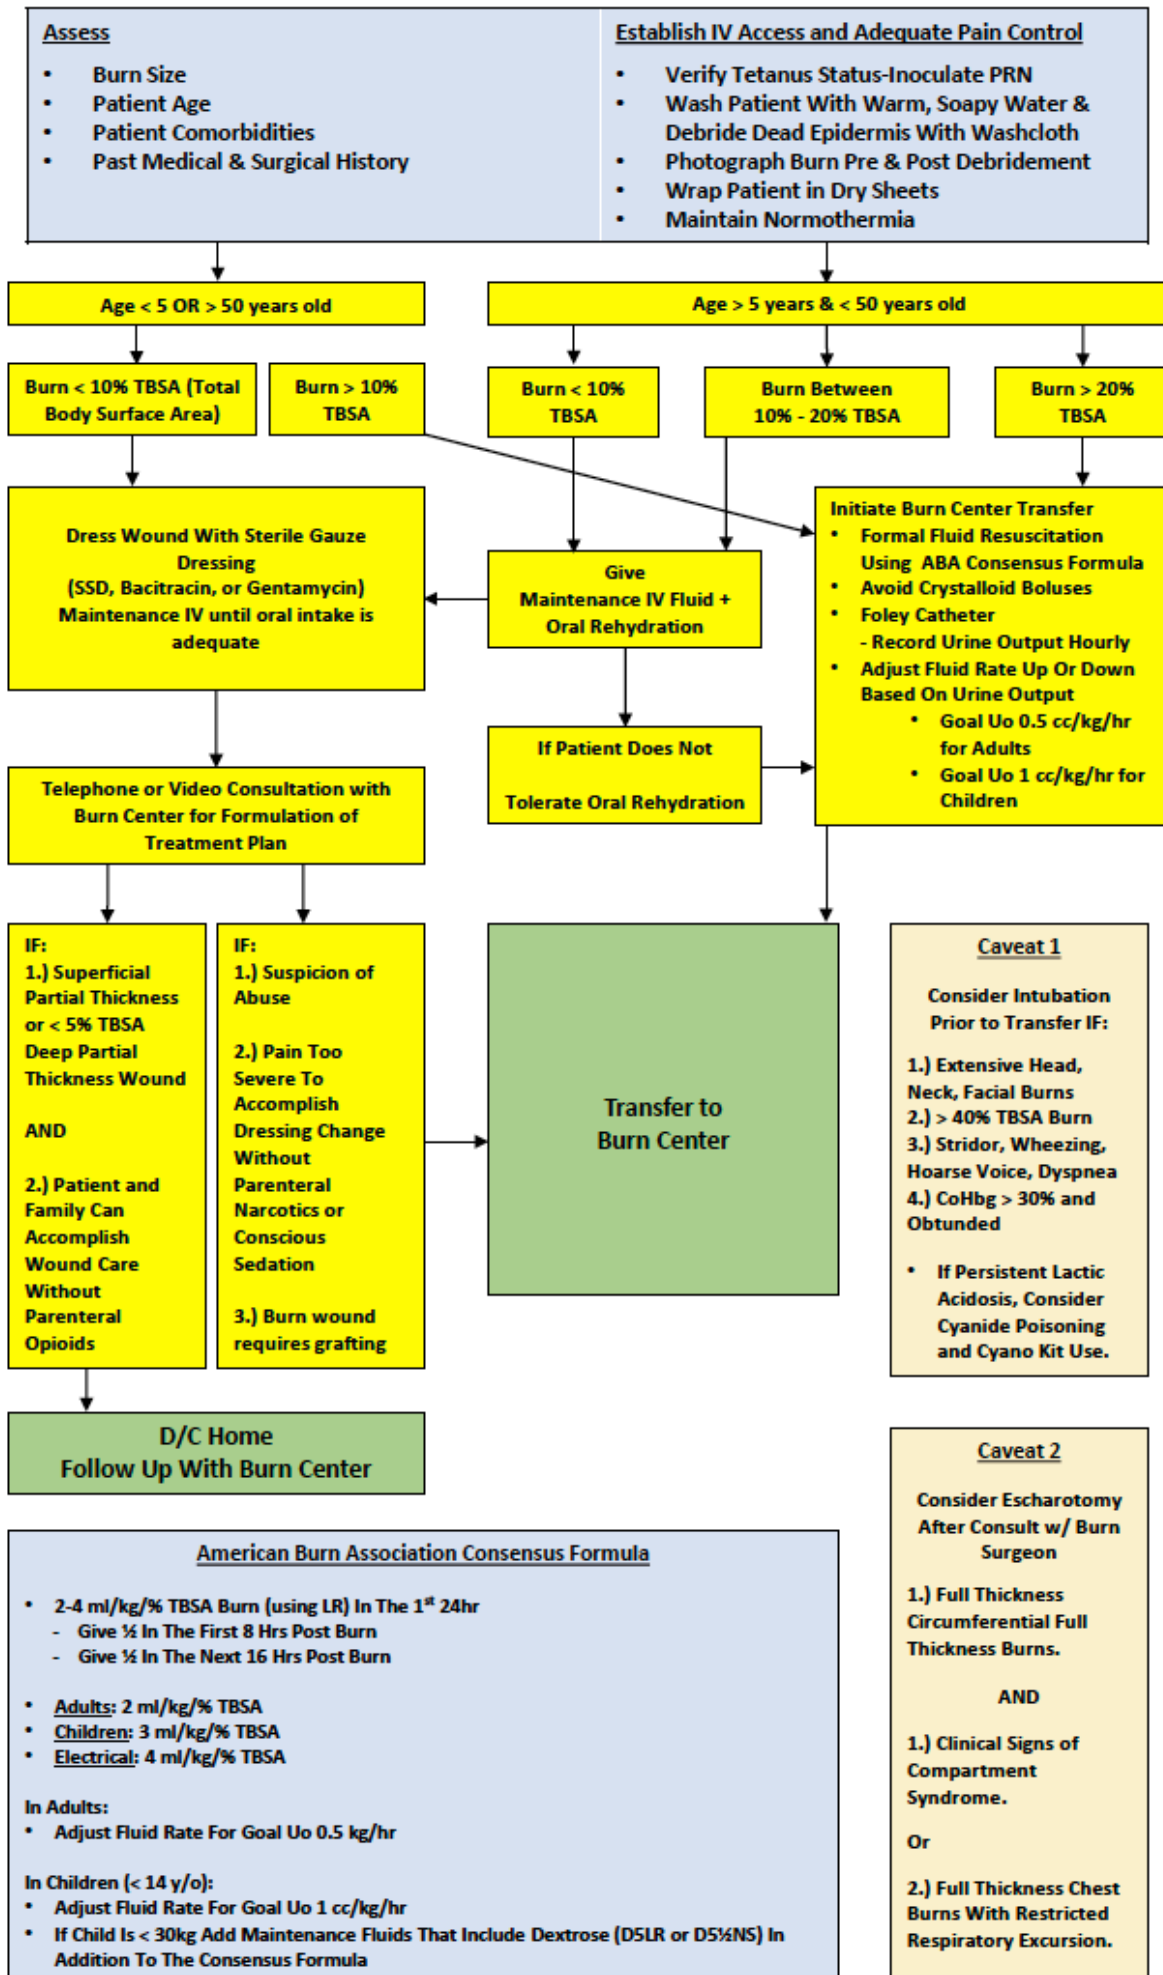 Assess
• Burn Size
• Patient Age
• Patient Comorbidities
• Past Medical & Surgical History
Establish IV Access and Adequate Pain Control
• Verify Tetanus Status-Inoculate PRN
• Wash Patient With Warm, Soapy Water &
Debride Dead Epidermis With Washcloth
• Photograph Burn Pre & Post Debridement
• Wrap Patient in Dry Sheets
• Maintain Normothermia
Age < 5 OR > 50 years old
Age > 5 years & < 50 years old
Burn < 10% TBSA (Total
Body Surface Area)
Burn > 10%
TBSA
Burn < 10%
TBSA
Burn Between
10% - 20% TBSA
Burn > 20%
TBSA
Dress Wound With Sterile Gauze
Dressing
(SSD, Bacitracin, or Gentamycin)
Maintenance IV until oral intake is
adequate
Give
Maintenance IV Fluid +
Oral Rehydration
Initiate Burn Center Transfer
• Formal Fluid Resuscitation
Using ABA Consensus Formula
• Avoid Crystalloid Boluses
• Foley Catheter
- Record Urine Output Hourly
• Adjust Fluid Rate Up Or Down
Based On Urine Output
• Goal Uo 0.5 cc/kg/hr
for Adults
• Goal Uo 1 cc/kg/hr for
Children
If Patient Does Not
Tolerate Oral Rehydration
Telephone or Video Consultation with
Burn Center for Formulation of
Treatment Plan
IF:
1.) Superficial
Partial Thickness
or < 5% TBSA
Deep Partial
Thickness Wound
AND
2.) Patient and
Family Can
Accomplish
Wound Care
Without
Parenteral
Opioids
IF:
1.) Suspicion of
Abuse
2.) Pain Too
Severe To
Accomplish
Dressing Change
Without
Parenteral
Narcotics or
Conscious
Sedation
3.) Burn wound
requires grafting
Transfer to
Burn Center
Caveat 1
Consider Intubation
Prior to Transfer IF:
1.) Extensive Head,
Neck, Facial Burns
2.) > 40% TBSA Burn
3.) Stridor, Wheezing,
Hoarse Voice, Dyspnea
4.) CoHbg > 30% and
Obtunded
• If Persistent Lactic
Acidosis, Consider
Cyanide Poisoning
and Cyano Kit Use.
D/C Home
Follow Up With Burn Center
Caveat 2
Consider Escharotomy
After Consult w/ Burn
Surgeon
1.) Full Thickness
Circumferential Full
Thickness Burns.
AND
1.) Clinical Signs of
Compartment
Syndrome.
Or
2.) Full Thickness Chest
Burns With Restricted
Respiratory Excursion.
American Burn Association Consensus Formula
• 2-4 ml/kg/% TBSA Burn (using LR) In The 1st 24hr
- Give ½ In The First 8 Hrs Post Burn
- Give ½ In The Next 16 Hrs Post Burn
• Adults: 2 ml/kg/% TBSA
• Children: 3 ml/kg/% TBSA
• Electrical: 4 ml/kg/% TBSA
In Adults:
• Adjust Fluid Rate For Goal Uo 0.5 kg/hr
In Children (< 14 y/o):
• Adjust Fluid Rate For Goal Uo 1 cc/kg/hr
• If Child Is < 30kg Add Maintenance Fluids That Include Dextrose (D5LR or D5½NS) In
Addition To The Consensus Formula